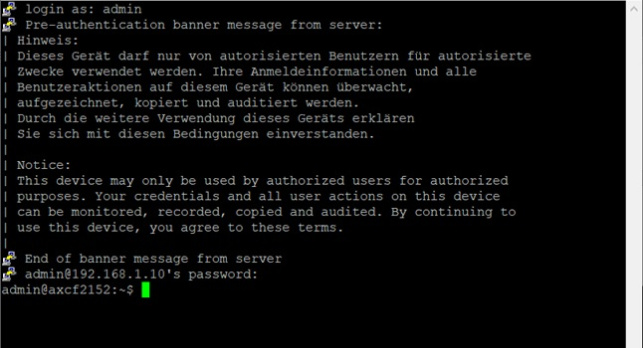 login as: admin
Pre-authentication banner message from server:
| Hinweis:
| Dieses Gerät darf nur von autorisierten Benutzern für autorisierte
| Zwecke verwendet werden. Ihre Anmeldeinformationen und alle
| Benutzeraktionen auf diesem Gerät können überwacht,
| aufgezeichnet, kopiert und auditiert werden.
| Durch die weitere Verwendung dieses Geräts erklären
| Sie sich mit diesen Bedingungen einverstanden.
|
| Notice:
| This device may only be used by authorized users for authorized
| purposes. Your credentials and all user actions on this device
| can be monitored, recorded, copied and audited. By continuing to
| use this device, you agree to these terms.
|
End of banner message from server
admin@192.168.1.10's password:
admin@axcf2152:~$